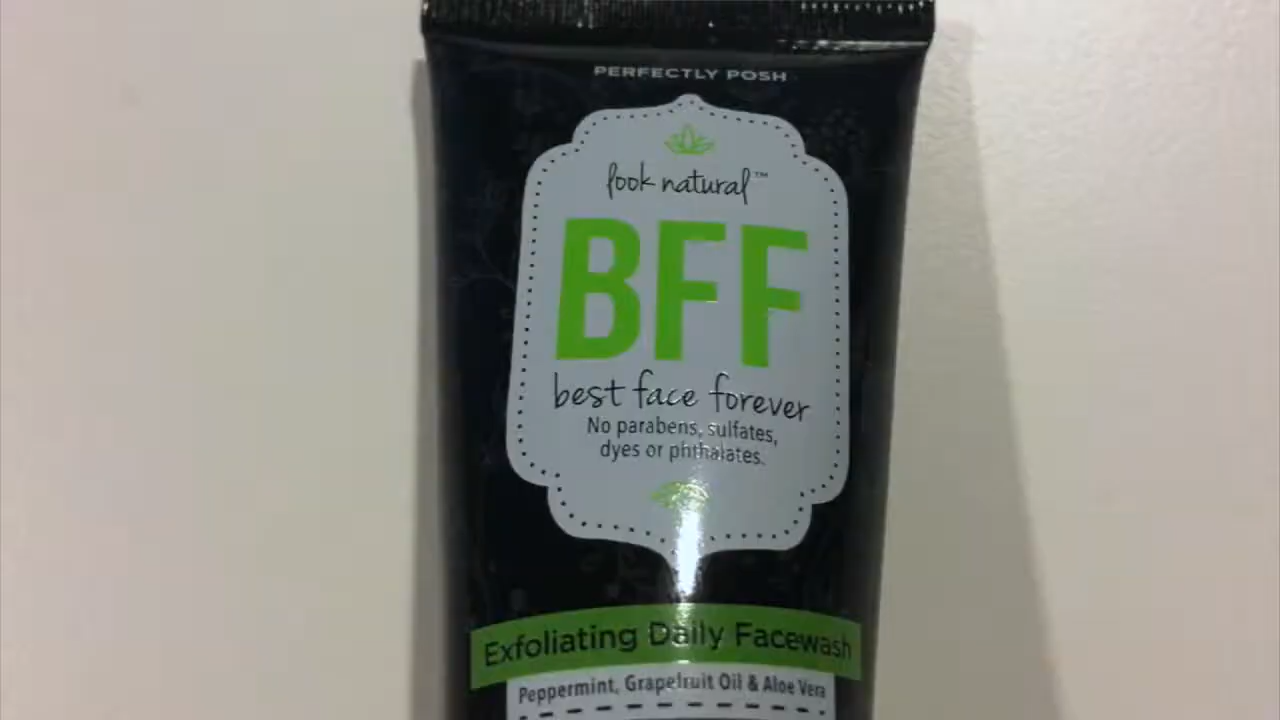 PERFECTLY POSH
look natural™
BFF
best face forever
No parabens, sulfates,
dyes or phthalates.
Exfoliating Daily Facewash
Peppermint, Grapefruit Oil & Aloe Vera